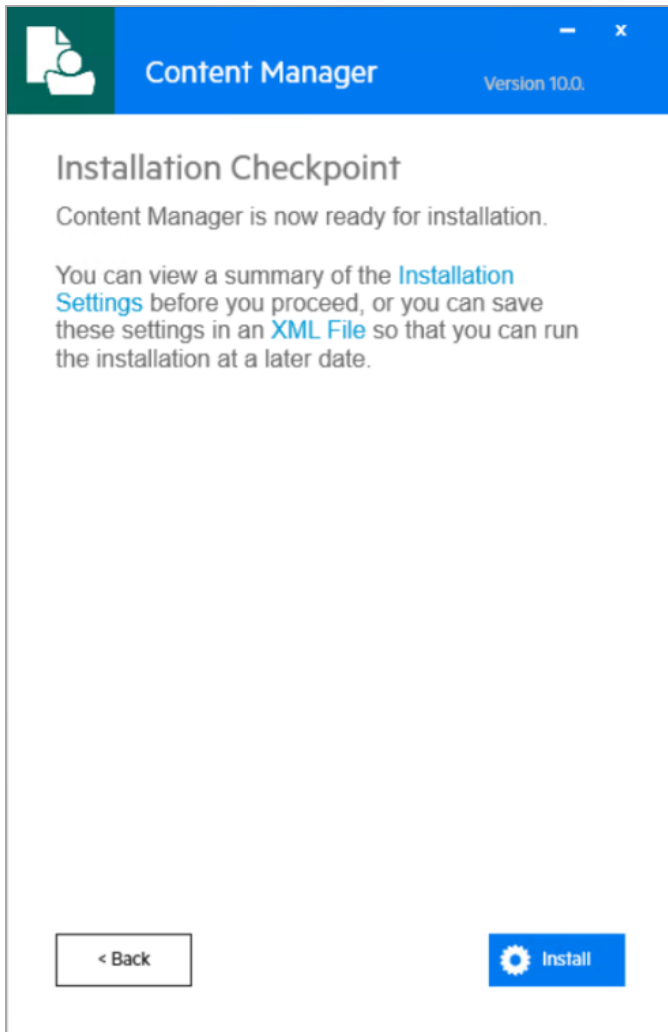 Content Manager
Version 10.0.
Installation Checkpoint
Content Manager is now ready for installation.
You can view a summary of the Installation
Settings before you proceed, or you can save
these settings in an XML File so that you can run
the installation at a later date.
< Back
Install